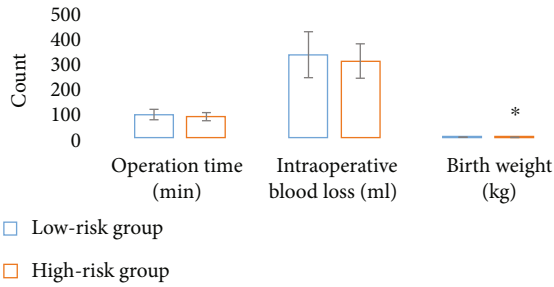 Count
500
400
300
200
100
0
*
Operation time
(min)
Intraoperative
blood loss (ml)
Birth weight
(kg)
Low-risk group
High-risk group